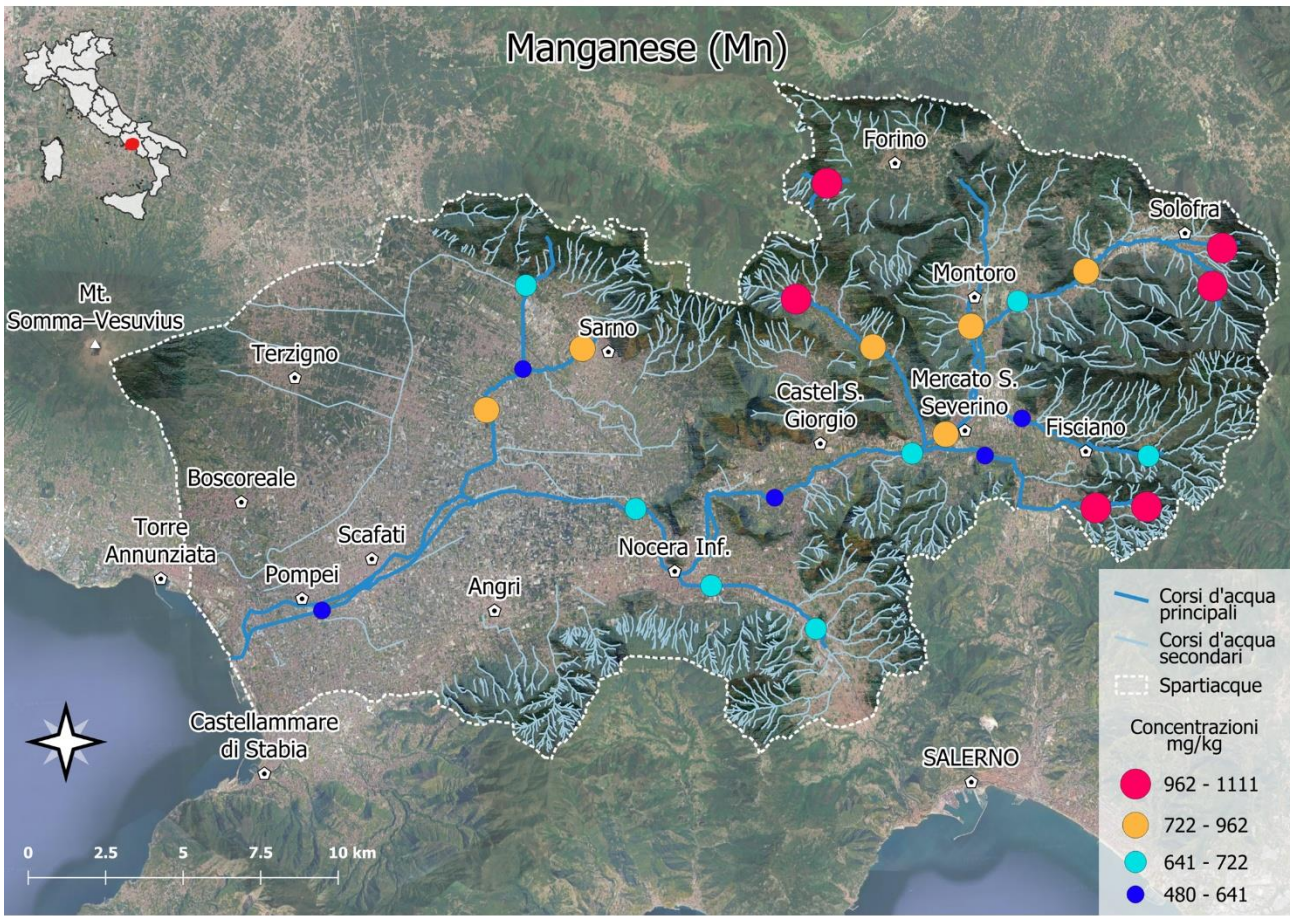 Manganese (Mn)
Forino
Solofra
Montoro
Mt.
Somma–Vesuvius
Sarno
Terzigno
Mercato S.
Severino
Castel S.
Giorgio
Fisciano
Boscoreale
Torre
Annunziata
Scafati
Nocera Inf.
Pompei
Angri
Castellammare
di Stabia
SALERNO
Corsi d'acqua
principali
Corsi d'acqua
secondari
Spartiacque
Concentrazioni
mg/kg
962 - 1111
722 - 962
641 - 722
480 - 641
0 2.5 5 7.5 10 km